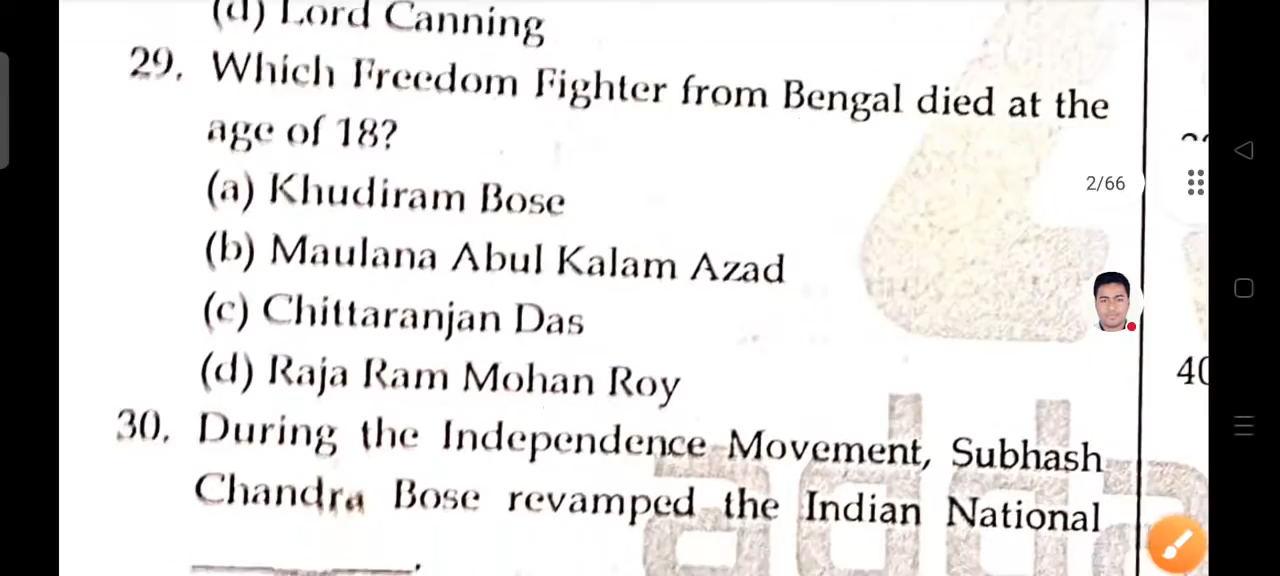 (d) Lord Canning
29. Which Freedom Fighter from Bengal died at the
age of 18?
(a) Khudiram Bose
(b) Maulana Abul Kalam Azad
(c) Chittaranjan Das
(d) Raja Ram Mohan Roy
30. During the Independence Movement, Subhash
Chandra Bose revamped the Indian National
____________.
2/66
40
adda